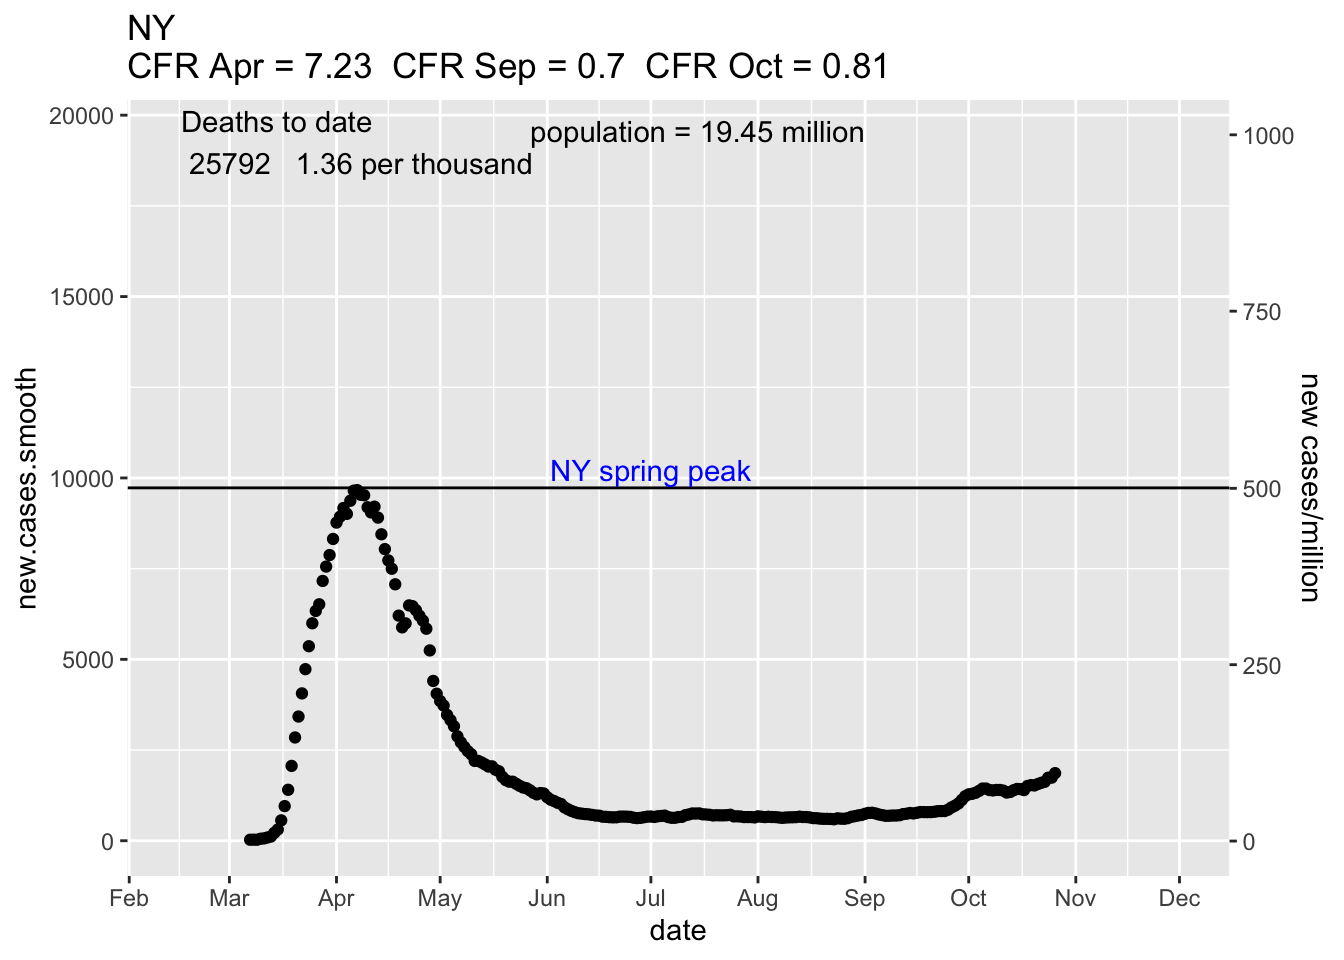 NY
CFR Apr = 7.23  CFR Sep = 0.7  CFR Oct = 0.81
Deaths to date
25792   1.36 per thousand
population = 19.45 million
NY spring peak
new.cases.smooth
20000
15000
10000
5000
0
1000
750
500
250
0
new cases/million
Feb Mar Apr May Jun Jul Aug Sep Oct Nov Dec
date